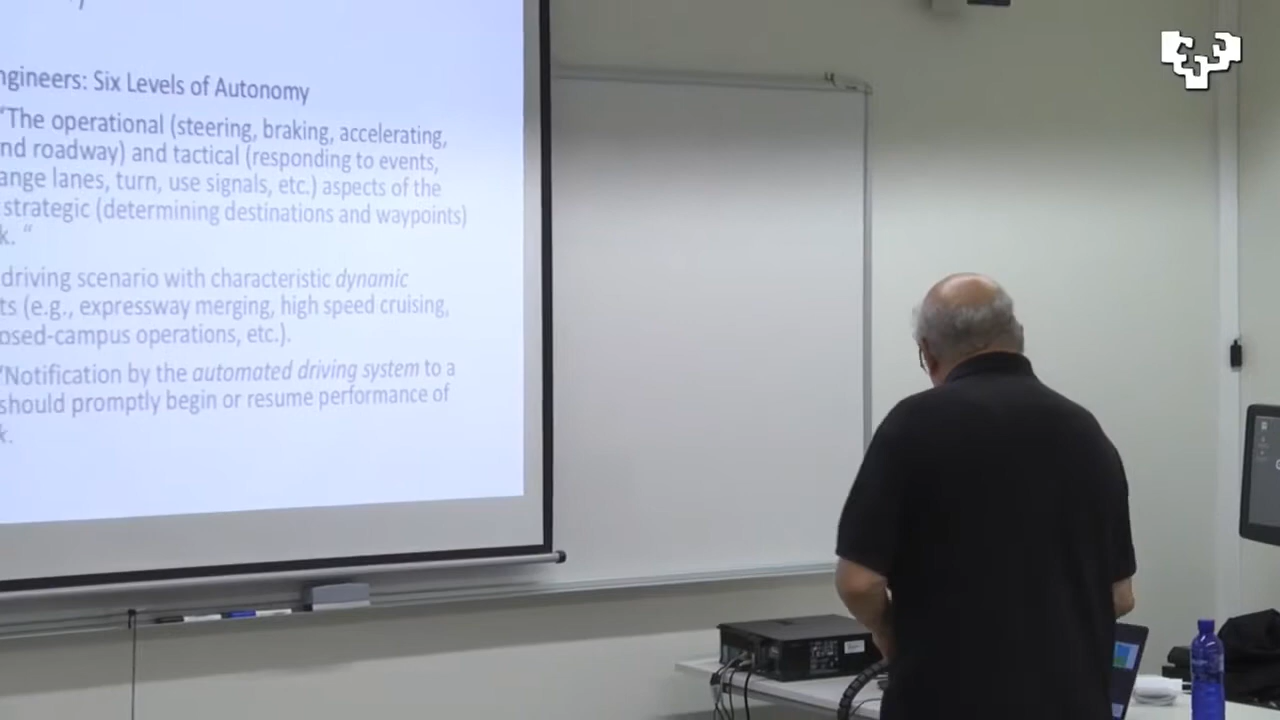 ngineers: Six Levels of Autonomy
“The operational (steering, braking, accelerating,
nd roadway) and tactical (responding to events,
ange lanes, turn, use signals, etc.) aspects of the
strategic (determining destinations and waypoints)
k. “
driving scenario with characteristic dynamic
ts (e.g., expressway merging, high speed cruising,
osed-campus operations, etc.).
“Notification by the automated driving system to a
should promptly begin or resume performance of
k.